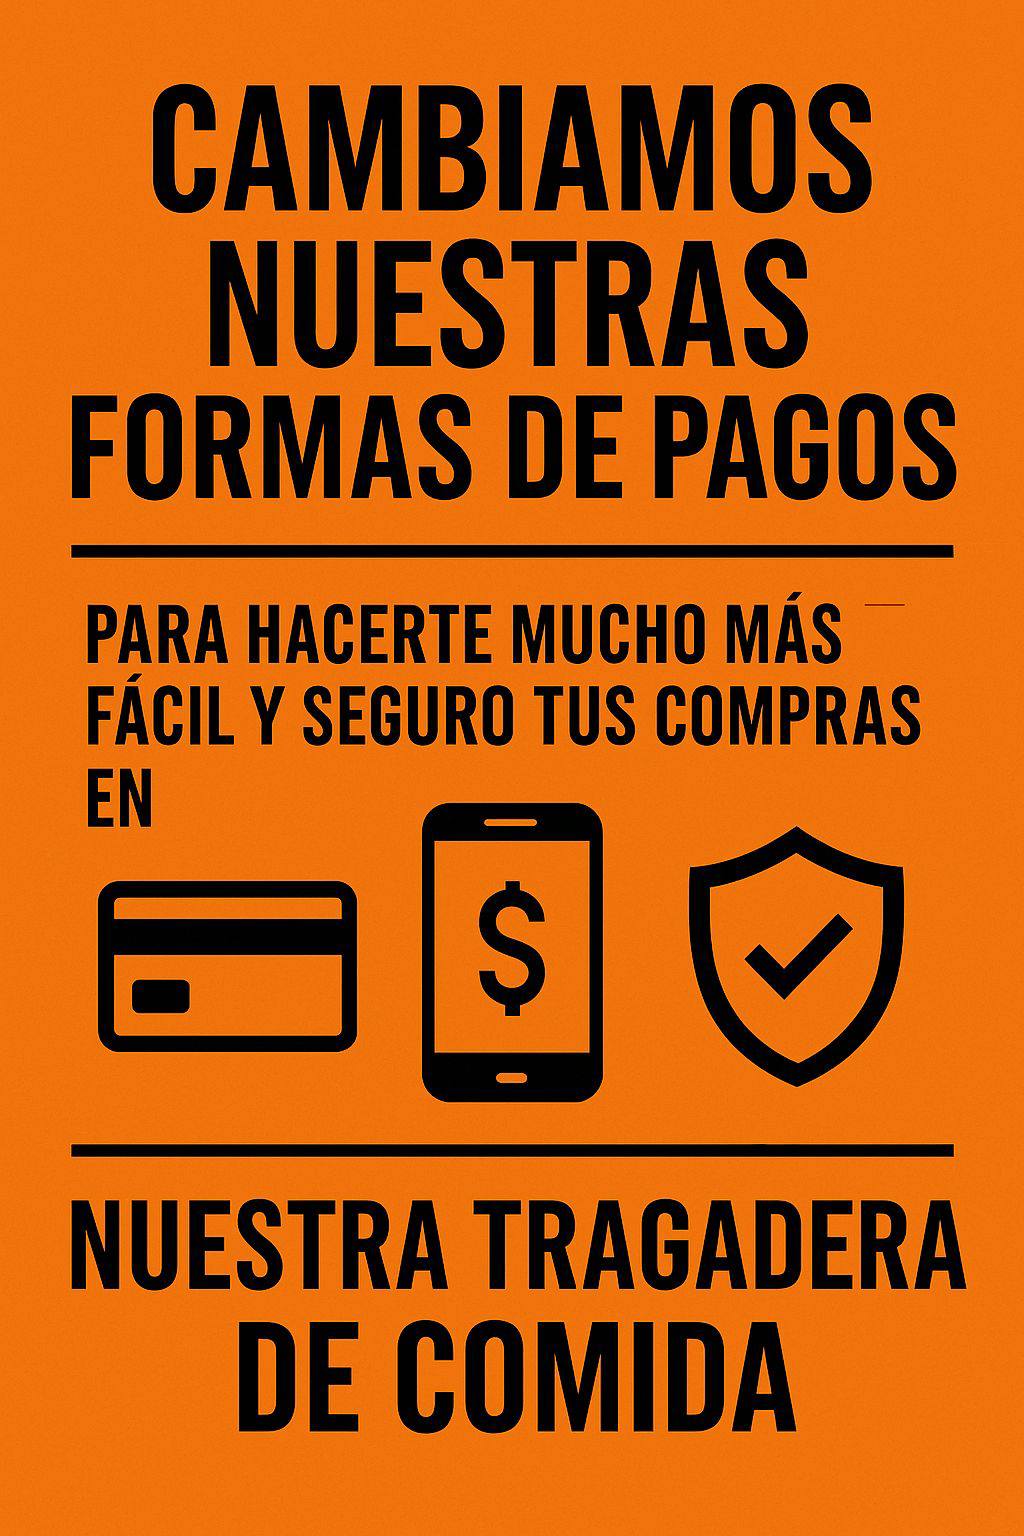 CAMBIAMOS
NUESTRAS
FORMAS DE PAGOS
PARA HACERTE MUCHO MÁS
FÁCIL Y SEGURO TUS COMPRAS
EN
$
NUESTRA TRAGADERA
DE COMIDA